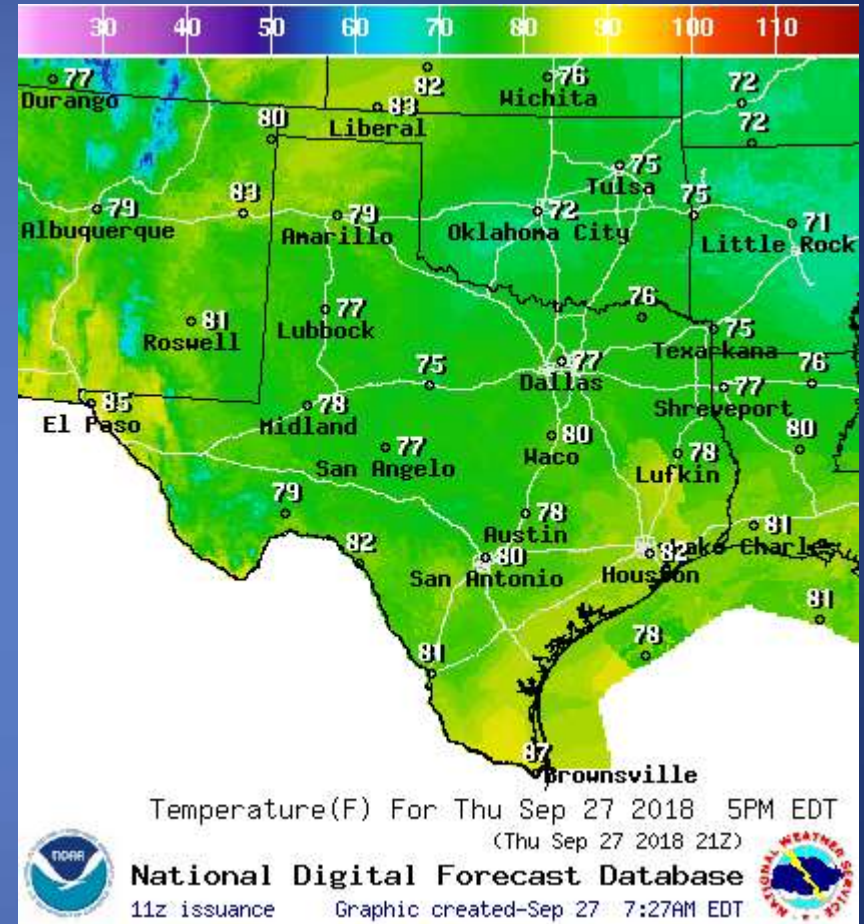 30 40 50 60 70 80 90 100 110
77
Durango
82
76
Wichita
72
83
Liberal
80
72
75
Tulsa
79
Albuquerque
83
79
Amarillo
72
Oklahoma City
75
71
Little Rock
81
Roswell
77
Lubbock
76
75
Texarkana
77
Dallas
75
76
77
Shreveport
85
El Paso
78
Midland
77
San Angelo
80
Waco
78
Lufkin
80
79
78
Austin
81
Lake Charles
82
80
San Antonio
82
Houston
81
78
81
87
Brownsville
Temperature(F) For Thu Sep 27 2018 5PM EDT
(Thu Sep 27 2018 21Z)
NOAA
National Digital Forecast Database
11z issuance Graphic created-Sep 27 7:27AM EDT
NATIONAL WEATHER SERVICE